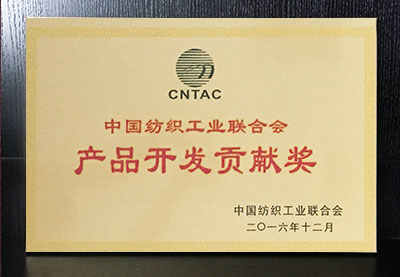 CNTAC
中国纺织工业联合会
产品开发贡献奖
中国纺织工业联合会
二〇一六年十二月